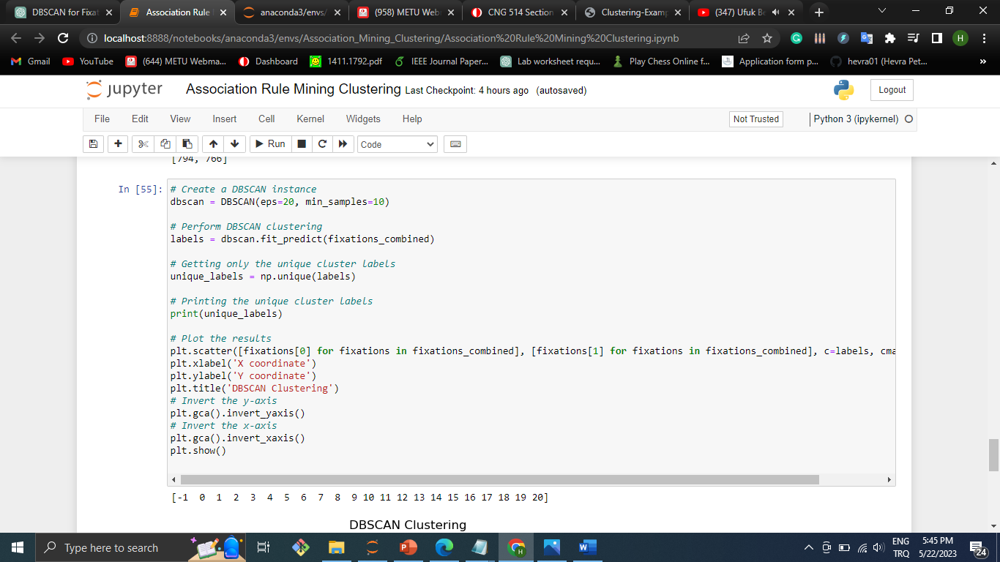 DBSCAN for Fixat
Association Rule
anaconda3/envs/
(958) METU Web
CNG 514 Section
Clustering-Examp
(347) Ufuk Be
localhost:8888/notebooks/anaconda3/envs/Association_Mining_Clustering/Association%20Rule%20Mining%20Clustering.ipynb
H
Gmail
YouTube
(644) METU Webma...
Dashboard
1411.1792.pdf
IEEE Journal Paper...
Lab worksheet requ...
Play Chess Online f...
Application form p...
hevra01 (Hevra Pet...
»
jupyter Association Rule Mining Clustering Last Checkpoint: 4 hours ago (autosaved)
Logout
File Edit View Insert Cell Kernel Widgets Help
Not Trusted
Python 3 (ipykernel)
Run
Code
[794, 766]
In [55]:
# Create a DBSCAN instance
dbscan = DBSCAN(eps=20, min_samples=10)
# Perform DBSCAN clustering
labels = dbscan.fit_predict(fixations_combined)
# Getting only the unique cluster labels
unique_labels = np.unique(labels)
# Printing the unique cluster labels
print(unique_labels)
# Plot the results
plt.scatter([fixations[0] for fixations in fixations_combined], [fixations[1] for fixations in fixations_combined], c=labels, cma
plt.xlabel('X coordinate')
plt.ylabel('Y coordinate')
plt.title('DBSCAN Clustering')
# Invert the y-axis
plt.gca().invert_yaxis()
# Invert the x-axis
plt.gca().invert_xaxis()
plt.show()
[-1 0 1 2 3 4 5 6 7 8 9 10 11 12 13 14 15 16 17 18 19 20]
DBSCAN Clustering
Type here to search
ENG
TRQ
5:45 PM
5/22/2023
24